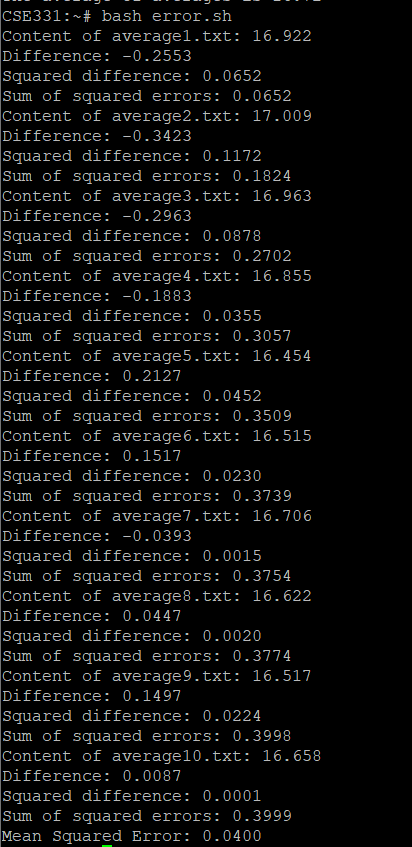 CSE331:~# bash error.sh
Content of average1.txt: 16.922
Difference: -0.2553
Squared difference: 0.0652
Sum of squared errors: 0.0652
Content of average2.txt: 17.009
Difference: -0.3423
Squared difference: 0.1172
Sum of squared errors: 0.1824
Content of average3.txt: 16.963
Difference: -0.2963
Squared difference: 0.0878
Sum of squared errors: 0.2702
Content of average4.txt: 16.855
Difference: -0.1883
Squared difference: 0.0355
Sum of squared errors: 0.3057
Content of average5.txt: 16.454
Difference: 0.2127
Squared difference: 0.0452
Sum of squared errors: 0.3509
Content of average6.txt: 16.515
Difference: 0.1517
Squared difference: 0.0230
Sum of squared errors: 0.3739
Content of average7.txt: 16.706
Difference: -0.0393
Squared difference: 0.0015
Sum of squared errors: 0.3754
Content of average8.txt: 16.622
Difference: 0.0447
Squared difference: 0.0020
Sum of squared errors: 0.3774
Content of average9.txt: 16.517
Difference: 0.1497
Squared difference: 0.0224
Sum of squared errors: 0.3998
Content of average10.txt: 16.658
Difference: 0.0087
Squared difference: 0.0001
Sum of squared errors: 0.3999
Mean Squared Error: 0.0400